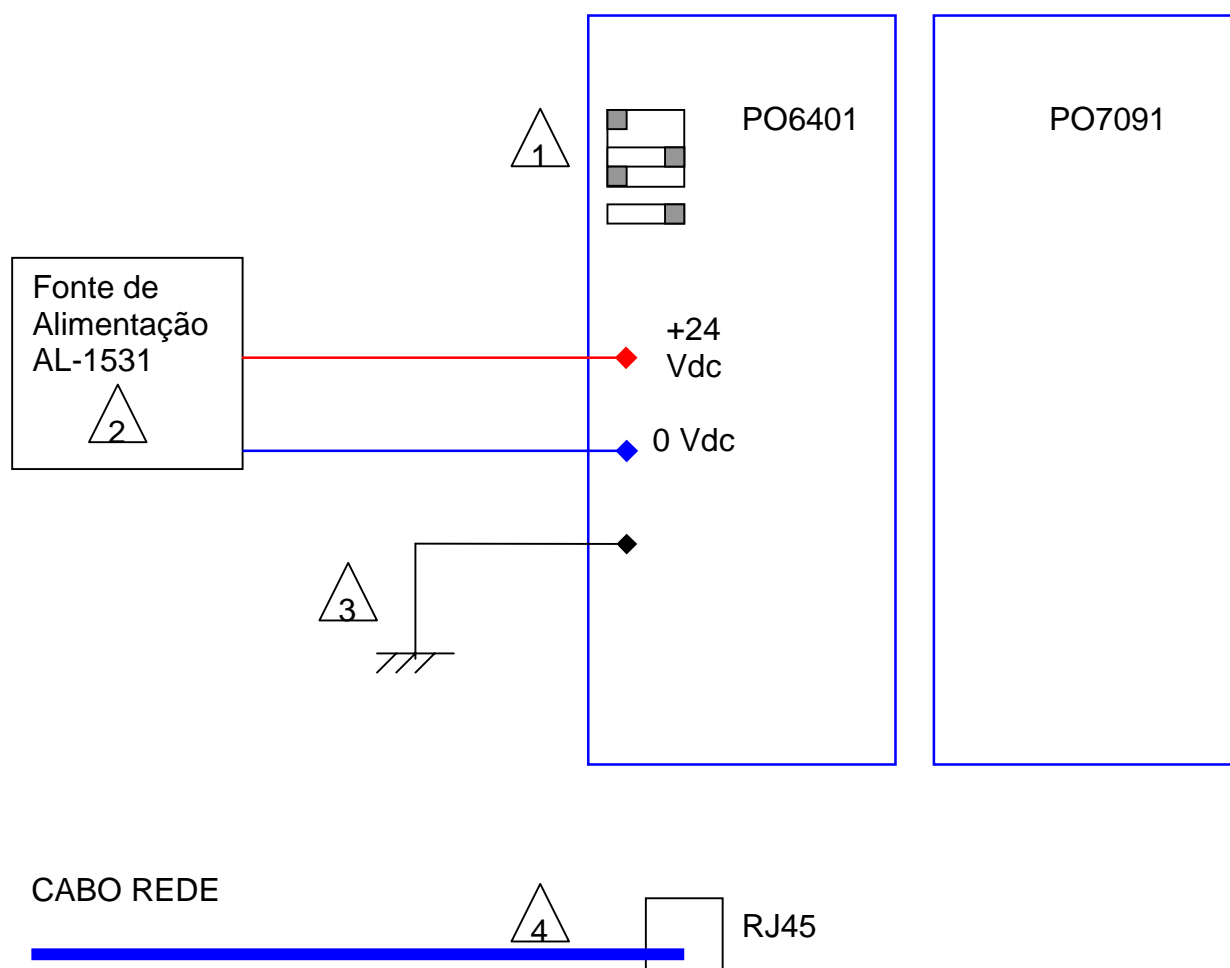 PO6401
PO7091
1
Fonte de
Alimentação
AL-1531
2
+24
Vdc
0 Vdc
3
CABO REDE
4
RJ45